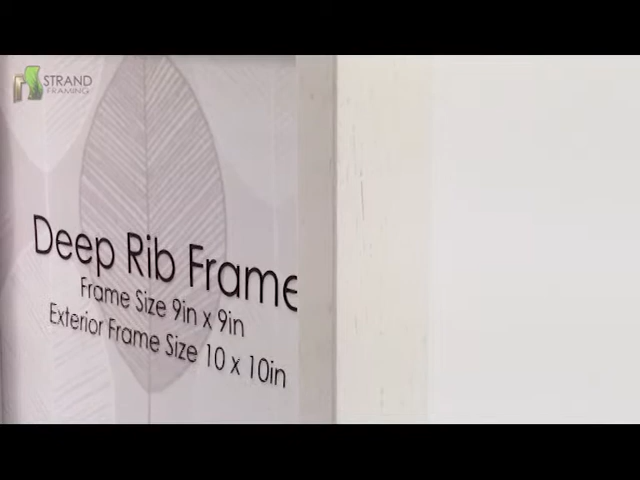 STRAND
FRAMING
Deep Rib Frame
Frame Size 9in x 9in
Exterior Frame Size 10 x 10in